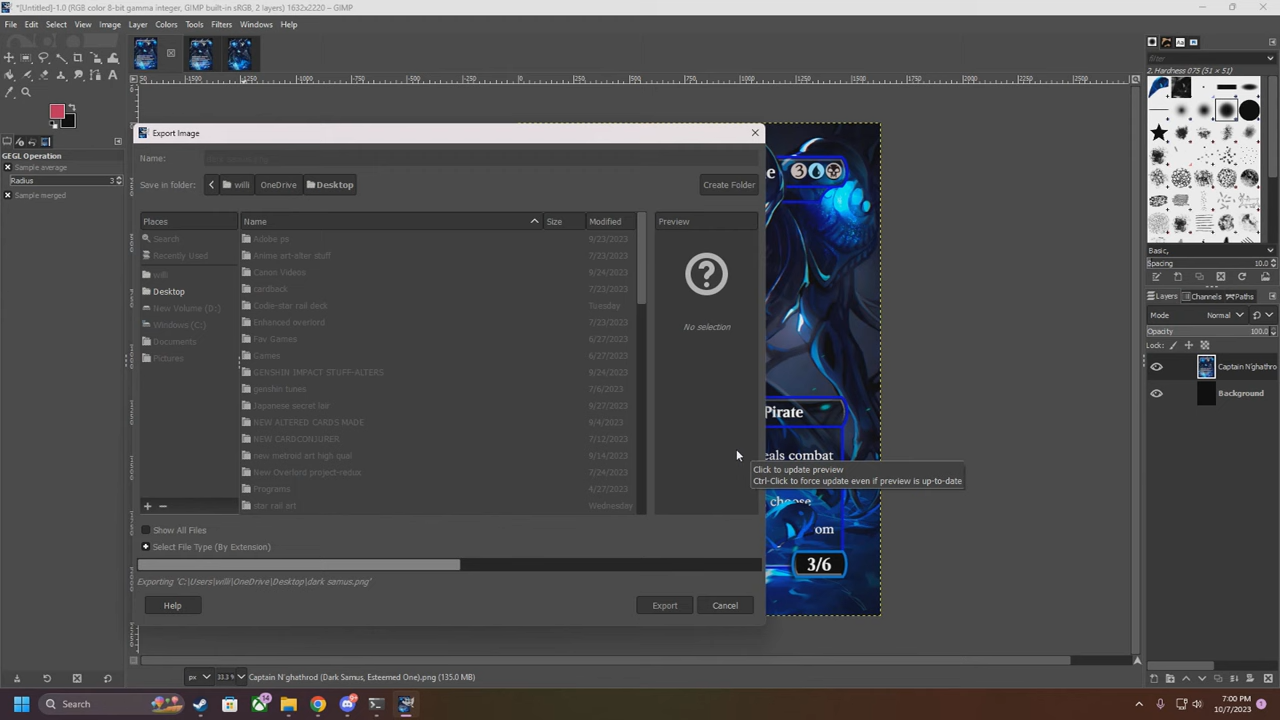 *[Untitled]-1.0 (RGB color 8-bit gamma integer, GIMP built-in sRGB, 2 layers) 1632x2220 – GIMP
File Edit Select View Image Layer Colors Tools Filters Windows Help
GEGL Operation
Sample average
Radius 3
Sample merged
Export Image
Name:
Save in folder: willi OneDrive Desktop Create Folder
Places Name Size Modified Preview
Search
Recently Used
willi
Desktop
New Volume (D:)
Windows (C:)
Documents
Pictures
Adobe ps 9/23/2023
Anime art-alter stuff 7/23/2023
Canon Videos 9/24/2023
cardback 7/23/2023
Codie-star rail deck Tuesday
Enhanced overlord 7/23/2023
Fav Games 6/27/2023
Games 6/27/2023
GENSHIN IMPACT STUFF-ALTERS 9/24/2023
genshin tunes 7/6/2023
Japanese secret lair 9/27/2023
NEW ALTERED CARDS MADE 9/4/2023
NEW CARDCONJURER 7/12/2023
new metroid art high qual 9/14/2023
New Overlord project-redux 7/24/2023
Programs 4/27/2023
star rail art Wednesday
No selection
Click to update preview
Ctrl-Click to force update even if preview is up-to-date
Show All Files
Select File Type (By Extension)
Exporting 'C:\Users\willi\OneDrive\Desktop\dark samus.png'
Help Export Cancel
e 3
Pirate
eals combat
choose
om
3/6
filter
2. Hardness 075 (51 × 51)
Basic,
Spacing 10.0
Layers Channels Paths
Mode Normal
Opacity 100.0
Lock:
Captain N'ghathro
Background
px 33.3 % Captain N`ghathrod (Dark Samus, Esteemed One).png (135.0 MB)
Search
7:00 PM
10/7/2023